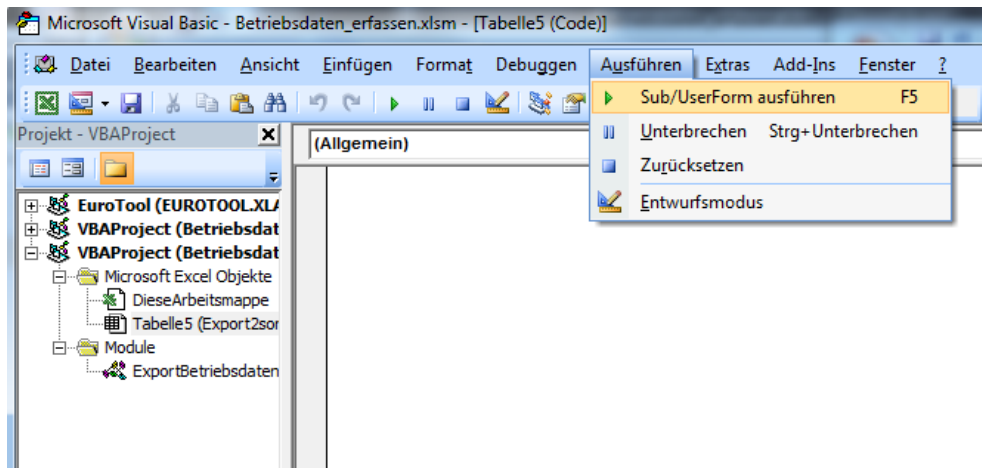 Microsoft Visual Basic - Betriebsdaten_erfassen.xlsm - [Tabelle5 (Code)]
Datei Bearbeiten Ansicht Einfügen Format Debuggen Ausführen Extras Add-Ins Fenster ?
Sub/UserForm ausführen F5
Unterbrechen Strg+Unterbrechen
Zurücksetzen
Entwurfsmodus
Projekt - VBAProject
(Allgemein)
EuroTool (EUROTOOL.XLA
VBAProject (Betriebsdat
VBAProject (Betriebsdat
Microsoft Excel Objekte
DieseArbeitsmappe
Tabelle5 (Export2sor
Module
ExportBetriebsdaten